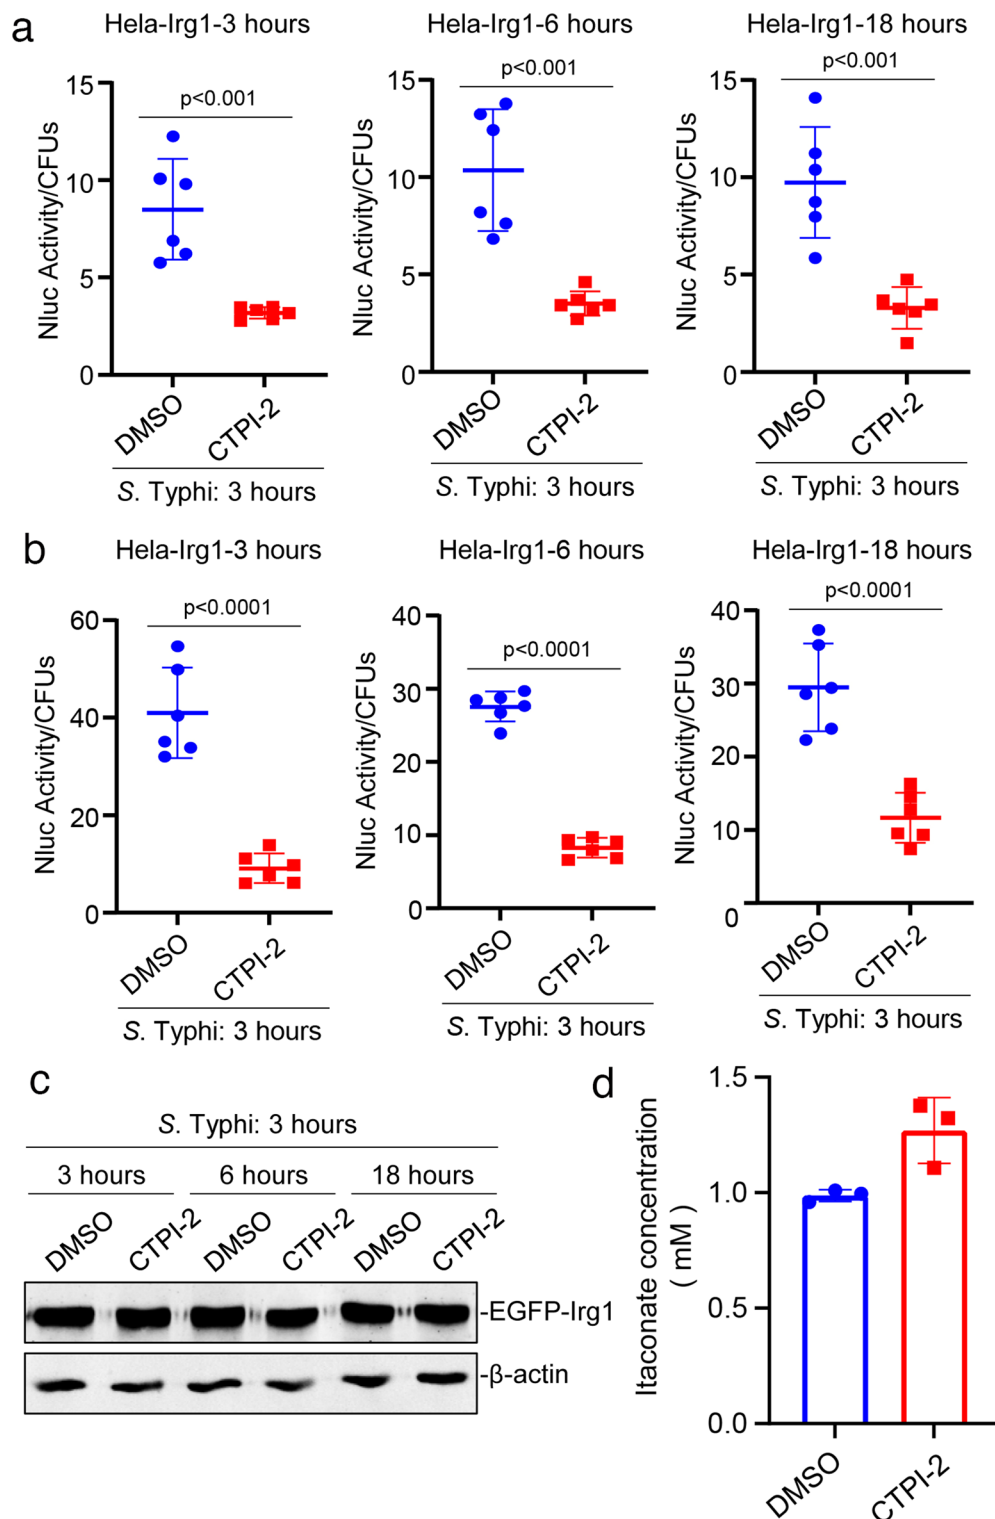 a
Hela-Irg1-3 hours
Nluc Activity/CFUs
15
10
5
0
p<0.001
DMSO
CTPI-2
S. Typhi: 3 hours
Hela-Irg1-6 hours
Nluc Activity/CFUs
15
10
5
0
p<0.001
DMSO
CTPI-2
S. Typhi: 3 hours
Hela-Irg1-18 hours
Nluc Activity/CFUs
15
10
5
0
p<0.001
DMSO
CTPI-2
S. Typhi: 3 hours
b
Hela-Irg1-3 hours
Nluc Activity/CFUs
60
40
20
0
p<0.0001
DMSO
CTPI-2
S. Typhi: 3 hours
Hela-Irg1-6 hours
Nluc Activity/CFUs
40
30
20
10
0
p<0.0001
DMSO
CTPI-2
S. Typhi: 3 hours
Hela-Irg1-18 hours
Nluc Activity/CFUs
40
30
20
10
0
p<0.0001
DMSO
CTPI-2
S. Typhi: 3 hours
c
S. Typhi: 3 hours
3 hours
6 hours
18 hours
DMSO
CTPI-2
DMSO
CTPI-2
DMSO
CTPI-2
-EGFP-Irg1
-β-actin
d
Itaconate concentration
( mM )
1.5
1.0
0.5
0.0
DMSO
CTPI-2